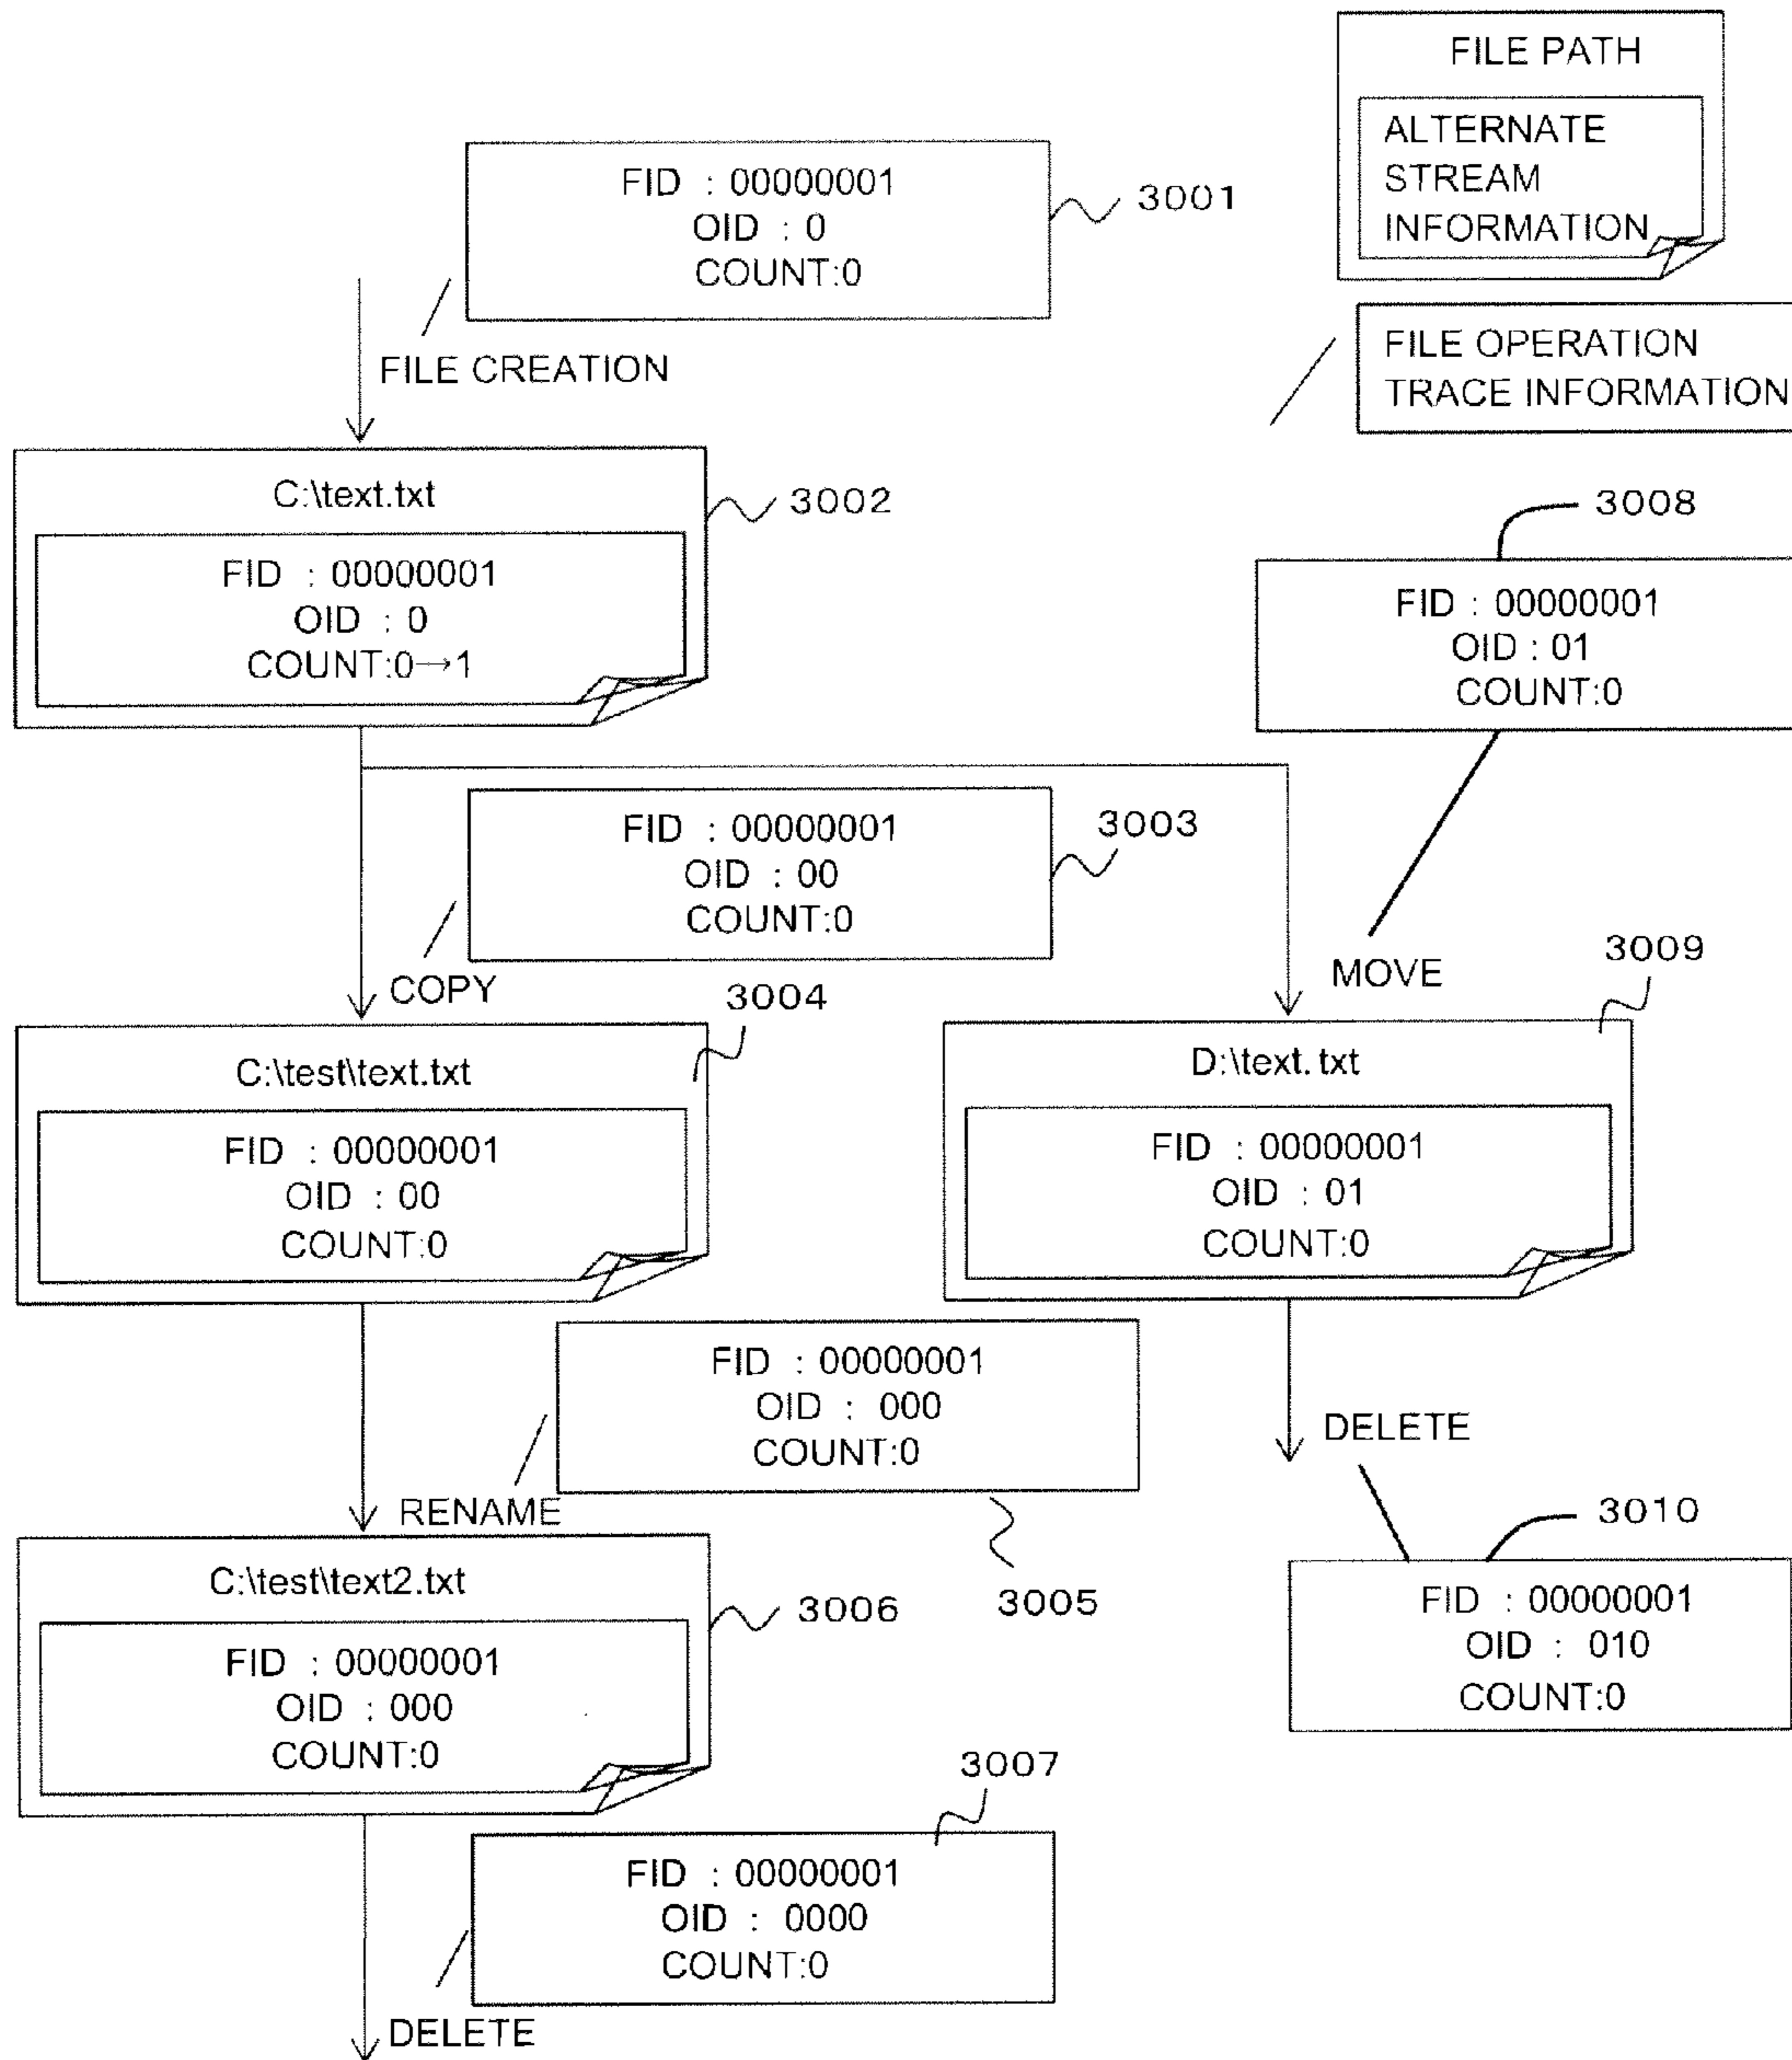 FILE PATH
ALTERNATE
STREAM
INFORMATION
FILE OPERATION
TRACE INFORMATION
FID : 00000001
OID : 0
COUNT:0
3001
FILE CREATION
C:\text.txt
3002
FID : 00000001
OID : 0
COUNT:0→1
3008
FID : 00000001
OID : 01
COUNT:0
FID : 00000001
OID : 00
COUNT:0
3003
COPY
MOVE
3004
C:\test\text.txt
FID : 00000001
OID : 00
COUNT:0
3009
D:\text.txt
FID : 00000001
OID : 01
COUNT:0
FID : 00000001
OID : 000
COUNT:0
3005
RENAME
DELETE
3010
FID : 00000001
OID : 010
COUNT:0
C:\test\text2.txt
3006
FID : 00000001
OID : 000
COUNT:0
3007
FID : 00000001
OID : 0000
COUNT:0
DELETE